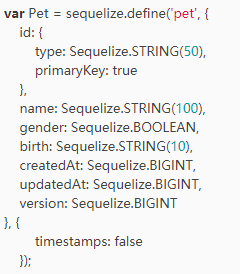 var Pet = sequelize.define('pet', {
    id: {
        type: Sequelize.STRING(50),
        primaryKey: true
    },
    name: Sequelize.STRING(100),
    gender: Sequelize.BOOLEAN,
    birth: Sequelize.STRING(10),
    createdAt: Sequelize.BIGINT,
    updatedAt: Sequelize.BIGINT,
    version: Sequelize.BIGINT
}, {
        timestamps: false
    });